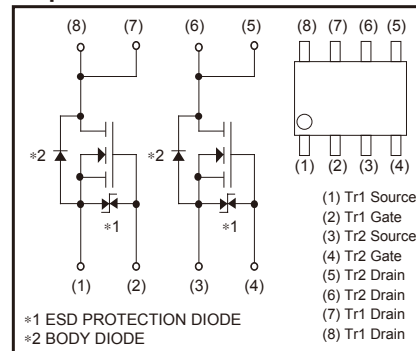 (8) (7) (6) (5)
(8) (7) (6) (5)
∗2 ∗2
∗1 ∗1
(1) (2) (3) (4)
(1) (2) (3) (4)
(1) Tr1 Source
(2) Tr1 Gate
(3) Tr2 Source
(4) Tr2 Gate
(5) Tr2 Drain
(6) Tr2 Drain
(7) Tr1 Drain
(8) Tr1 Drain
∗1 ESD PROTECTION DIODE
∗2 BODY DIODE